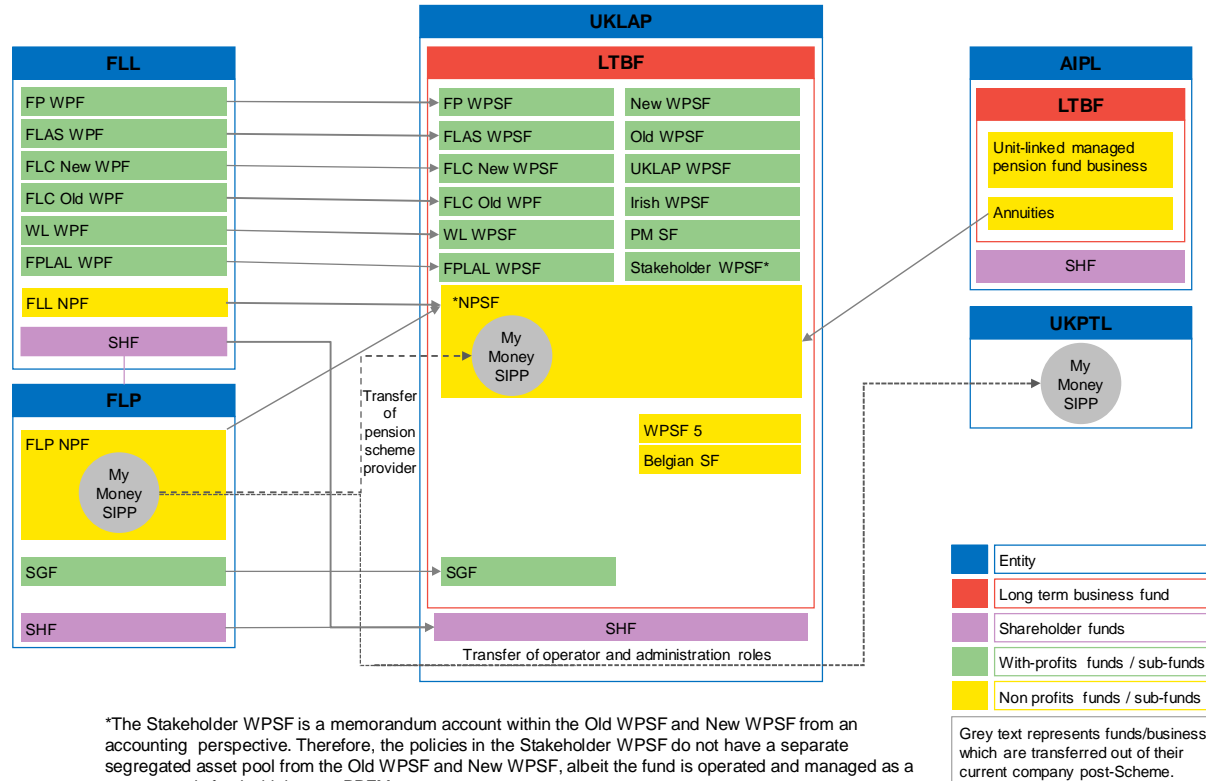 UKLAP
FLL
LTBF
AIPL
LTBF
FP WPF
FLAS WPF
FLC New WPF
FLC Old WPF
WL WPF
FPLAL WPF
FLL NPF
SHF
FP WPSF
New WPSF
FLAS WPSF
Old WPSF
FLC New WPSF
UKLAP WPSF
FLC Old WPF
Irish WPSF
WL WPSF
PM SF
FPLAL WPSF
Stakeholder WPSF*
*NPSF
My
Money
SIPP
Unit-linked managed
pension fund business
Annuities
SHF
UKPTL
My
Money
SIPP
FLP
FLP NPF
My
Money
SIPP
SGF
SHF
Transfer
of
pension
scheme
provider
WPSF 5
Belgian SF
SGF
SHF
Transfer of operator and administration roles
Entity
Long term business fund
Shareholder funds
With-profits funds / sub-funds
Non profits funds / sub-funds
Grey text represents funds/business
which are transferred out of their
current company post-Scheme.
*The Stakeholder WPSF is a memorandum account within the Old WPSF and New WPSF from an
accounting perspective. Therefore, the policies in the Stakeholder WPSF do not have a separate
segregated asset pool from the Old WPSF and New WPSF, albeit the fund is operated and managed as a